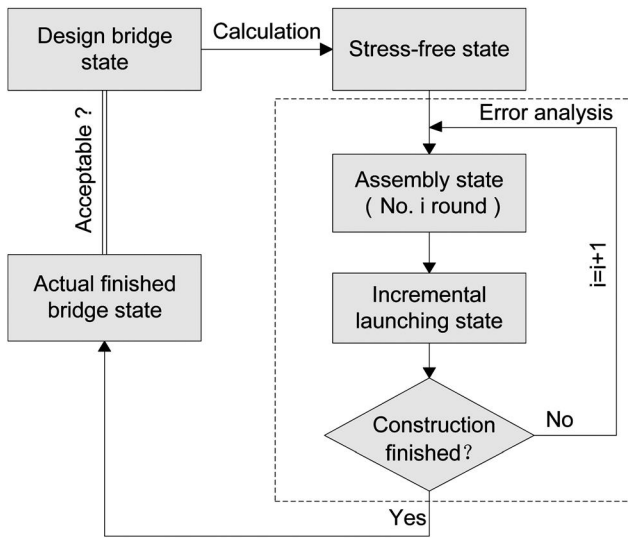 Design bridge
state
Calculation
Stress-free state
Error analysis
Acceptable ?
Assembly state
( No. i round )
i=i+1
Actual finished
bridge state
Incremental
launching state
Construction
finished？
No
Yes